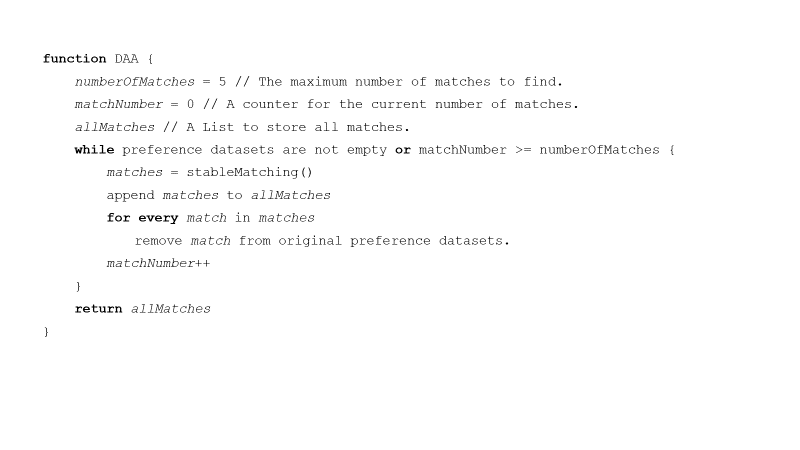 function DAA {
numberOfMatches = 5 // The maximum number of matches to find.
matchNumber = 0 // A counter for the current number of matches.
allMatches // A List to store all matches.
while preference datasets are not empty or matchNumber >= numberOfMatches {
matches = stableMatching()
append matches to allMatches
for every match in matches
remove match from original preference datasets.
matchNumber++
}
return allMatches
}